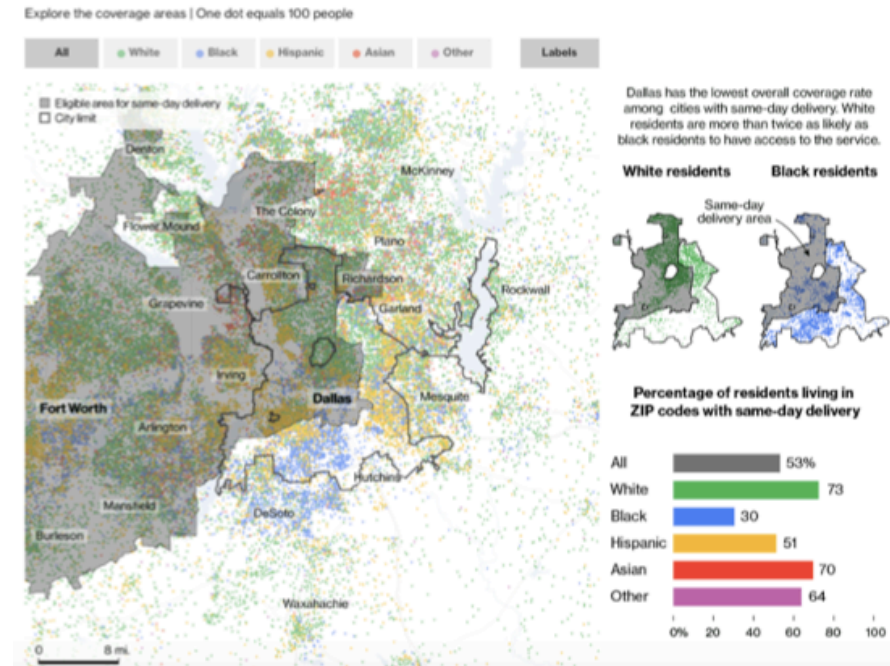 Explore the coverage areas | One dot equals 100 people
All
White
Black
Hispanic
Asian
Other
Labels
Eligible area for same-day delivery
City limit
Denton
McKinney
The Colony
Flower Mound
Plano
Carrollton
Richardson
Rockwall
Grapevine
Garland
Irving
Dallas
Mesquite
Fort Worth
Arlington
Hutchins
Mansfield
DeSoto
Burleson
Waxahachie
0 8 mi.
Dallas has the lowest overall coverage rate
among cities with same-day delivery. White
residents are more than twice as likely as
black residents to have access to the service.
White residents Black residents
Same-day
delivery area
Percentage of residents living in
ZIP codes with same-day delivery
All 53%
White 73
Black 30
Hispanic 51
Asian 70
Other 64
0% 20 40 60 80 100